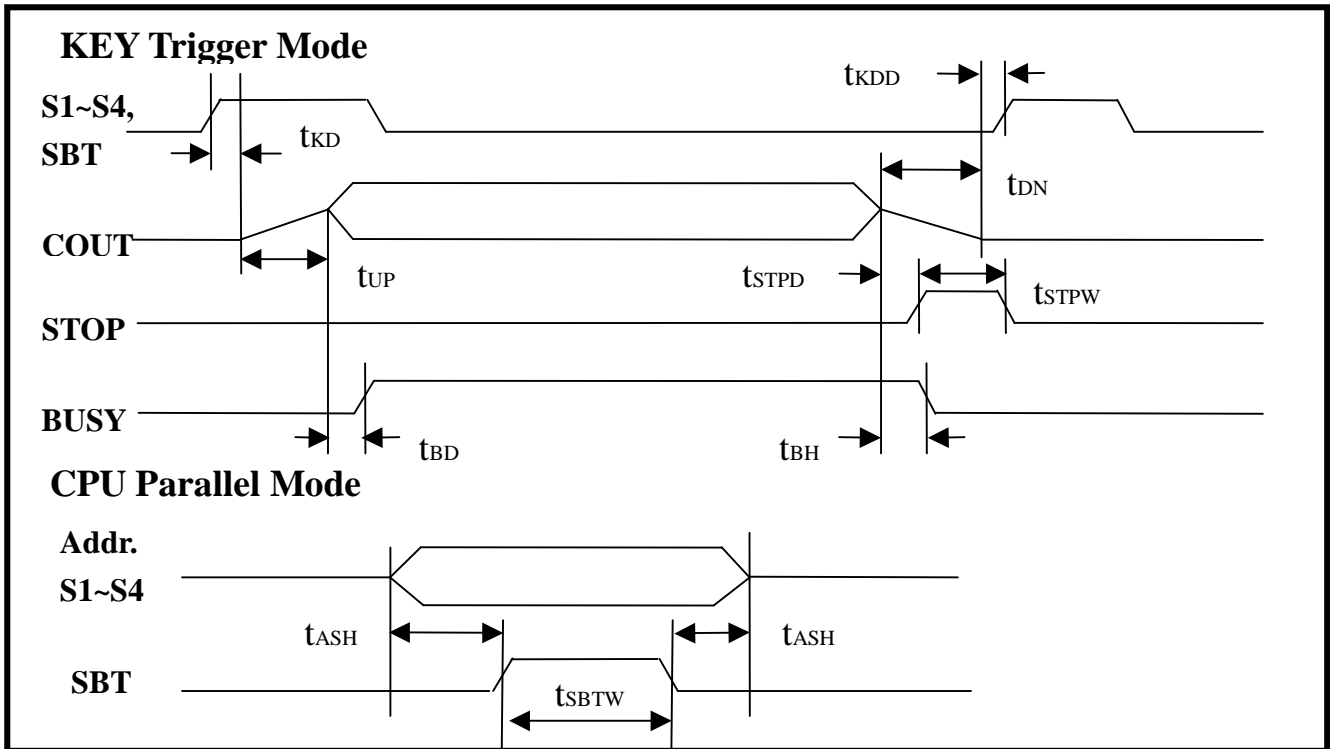 KEY Trigger Mode
tKDD
S1~S4,
SBT
tKD
tDN
COUT
tUP
tSTPD
tSTPW
STOP
BUSY
tBD
tBH
CPU Parallel Mode
Addr.
S1~S4
tASH
tASH
SBT
tSBTW